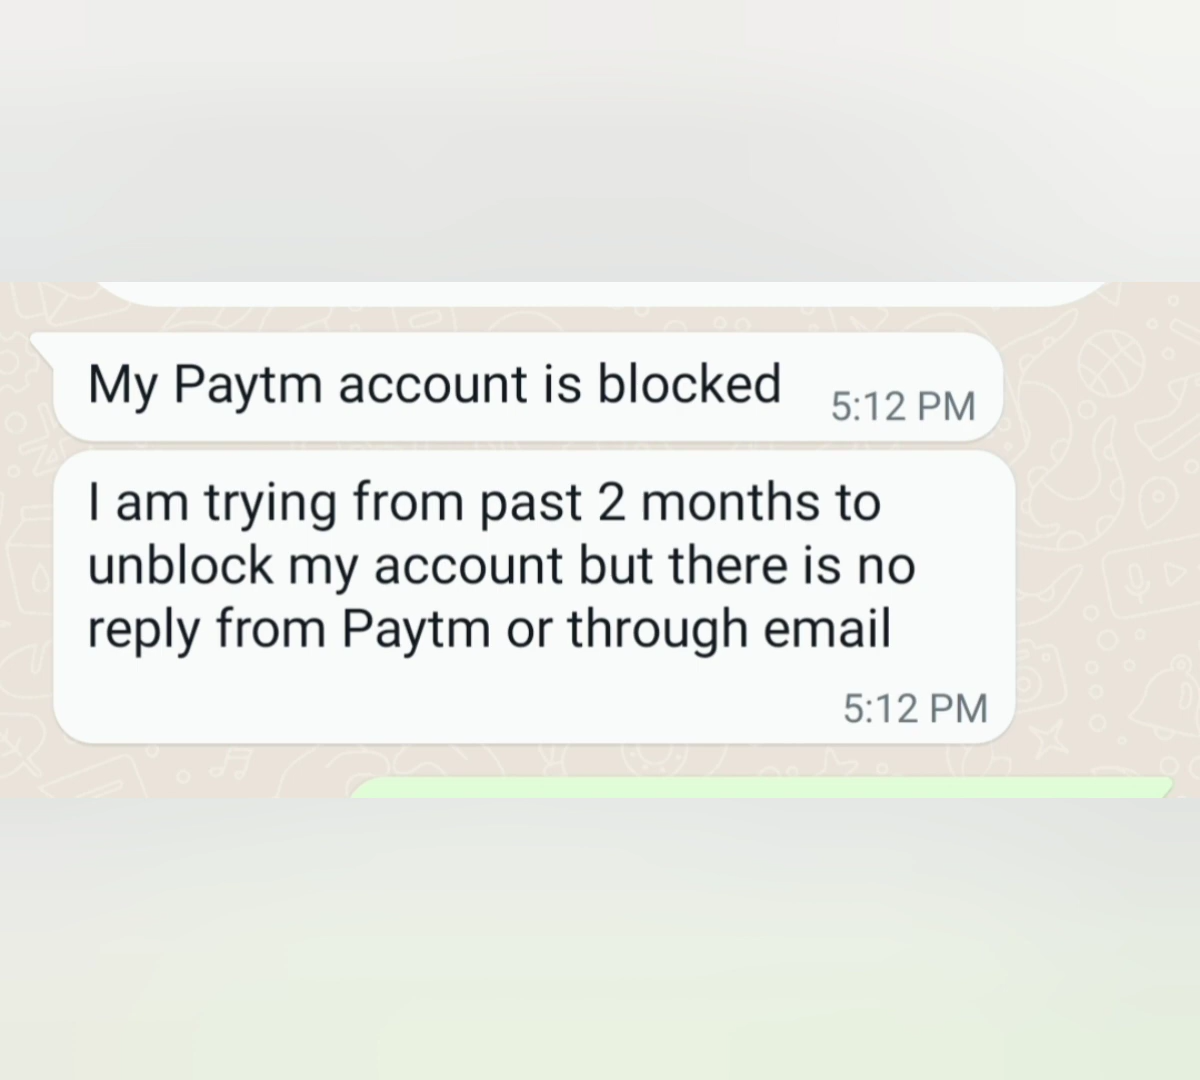 My Paytm account is blocked
5:12 PM
I am trying from past 2 months to
unblock my account but there is no
reply from Paytm or through email
5:12 PM